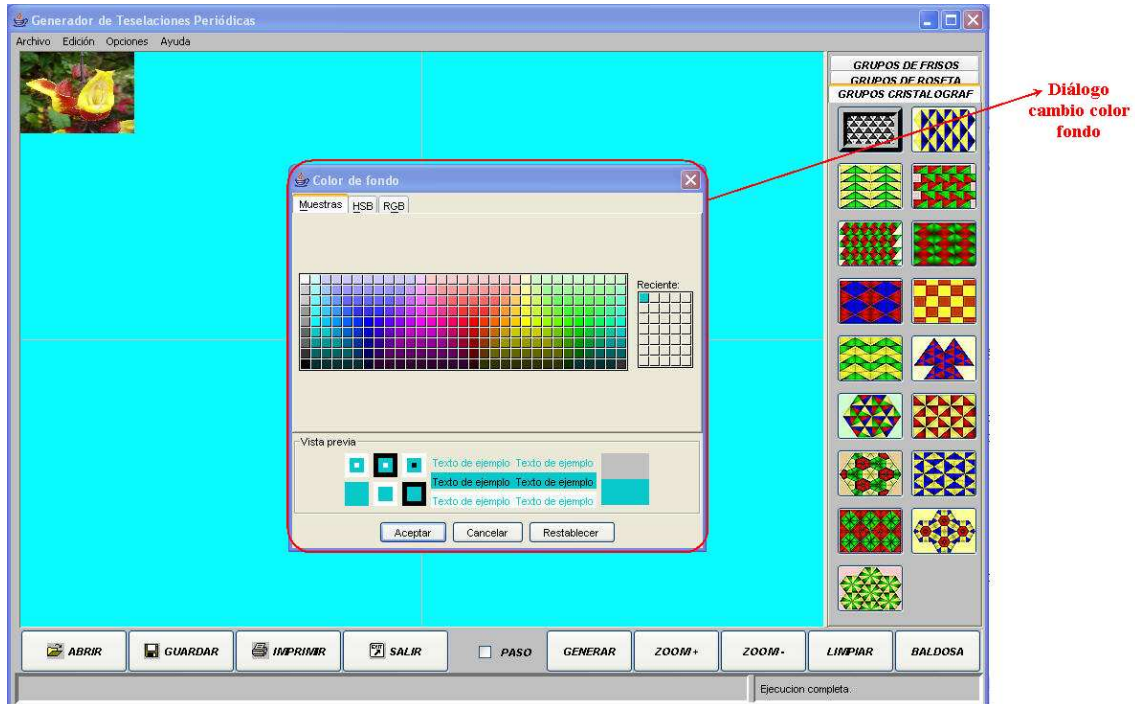 Generador de Teselaciones Periódicas
Archivo Edición Opciones Ayuda
GRUPOS DE FRISOS
GRUPOS DE ROSETA
GRUPOS CRISTALOGRAF
Diálogo
cambio color
fondo
Color de fondo
Muestras HSB RGB
Reciente:
Vista previa
Texto de ejemplo Texto de ejemplo
Texto de ejemplo Texto de ejemplo
Texto de ejemplo Texto de ejemplo
Aceptar Cancelar Restablecer
ABRIR GUARDAR IMPRIMIR SALIR PASO GENERAR ZOOM+ ZOOM- LIMPIAR BALDOSA
Ejecucion completa.